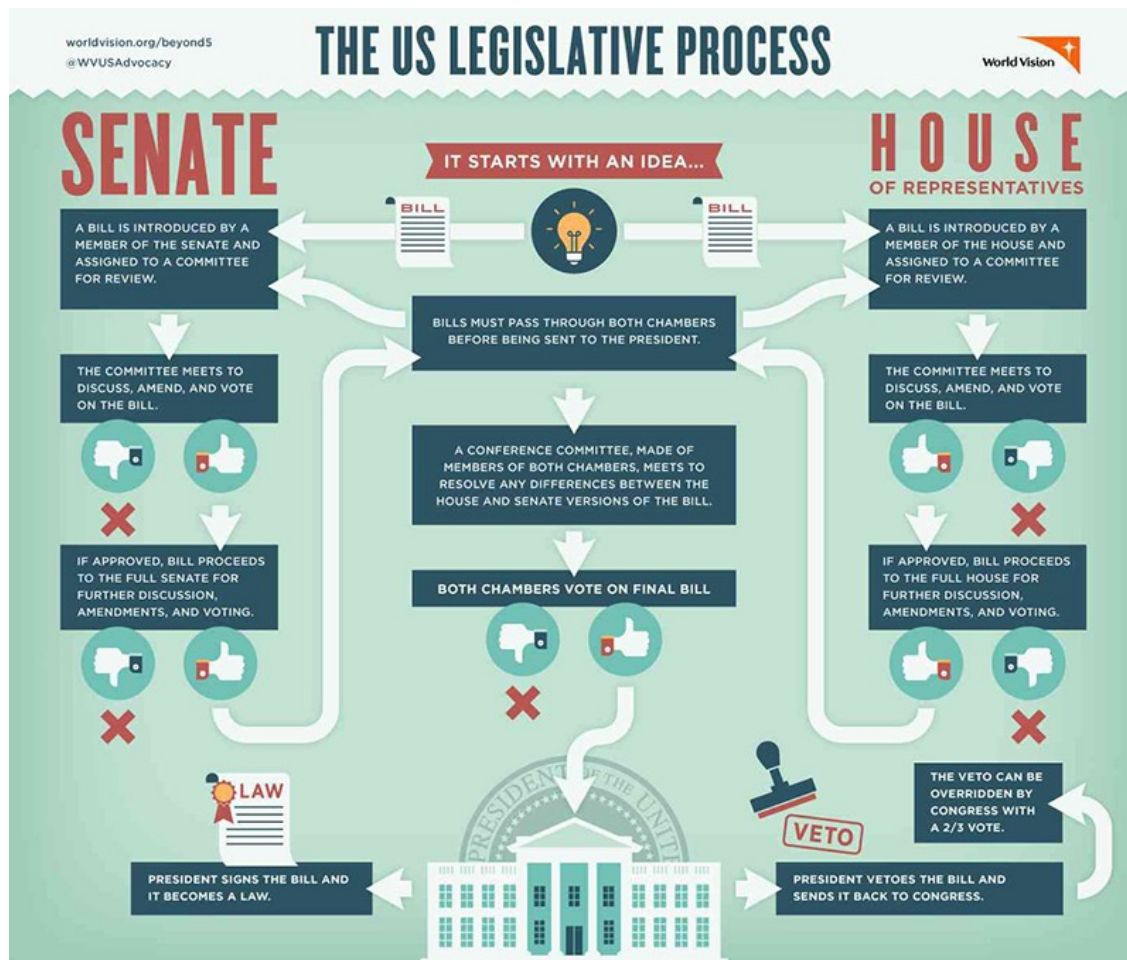 worldvision.org/beyond5
@WVUSAdvocacy
THE US LEGISLATIVE PROCESS
World Vision
SENATE
IT STARTS WITH AN IDEA...
HOUSE
OF REPRESENTATIVES
BILL
BILL
A BILL IS INTRODUCED BY A
MEMBER OF THE SENATE AND
ASSIGNED TO A COMMITTEE
FOR REVIEW.
A BILL IS INTRODUCED BY A
MEMBER OF THE HOUSE AND
ASSIGNED TO A COMMITTEE
FOR REVIEW.
BILLS MUST PASS THROUGH BOTH CHAMBERS
BEFORE BEING SENT TO THE PRESIDENT.
THE COMMITTEE MEETS TO
DISCUSS, AMEND, AND VOTE
ON THE BILL.
THE COMMITTEE MEETS TO
DISCUSS, AMEND, AND VOTE
ON THE BILL.
A CONFERENCE COMMITTEE, MADE OF
MEMBERS OF BOTH CHAMBERS, MEETS TO
RESOLVE ANY DIFFERENCES BETWEEN THE
HOUSE AND SENATE VERSIONS OF THE BILL.
IF APPROVED, BILL PROCEEDS
TO THE FULL SENATE FOR
FURTHER DISCUSSION,
AMENDMENTS, AND VOTING.
BOTH CHAMBERS VOTE ON FINAL BILL
IF APPROVED, BILL PROCEEDS
TO THE FULL HOUSE FOR
FURTHER DISCUSSION,
AMENDMENTS, AND VOTING.
PRESIDENT OF THE UNITE
LAW
VETO
THE VETO CAN BE
OVERRIDDEN BY
CONGRESS WITH
A 2/3 VOTE.
PRESIDENT SIGNS THE BILL AND
IT BECOMES A LAW.
PRESIDENT VETOES THE BILL AND
SENDS IT BACK TO CONGRESS.